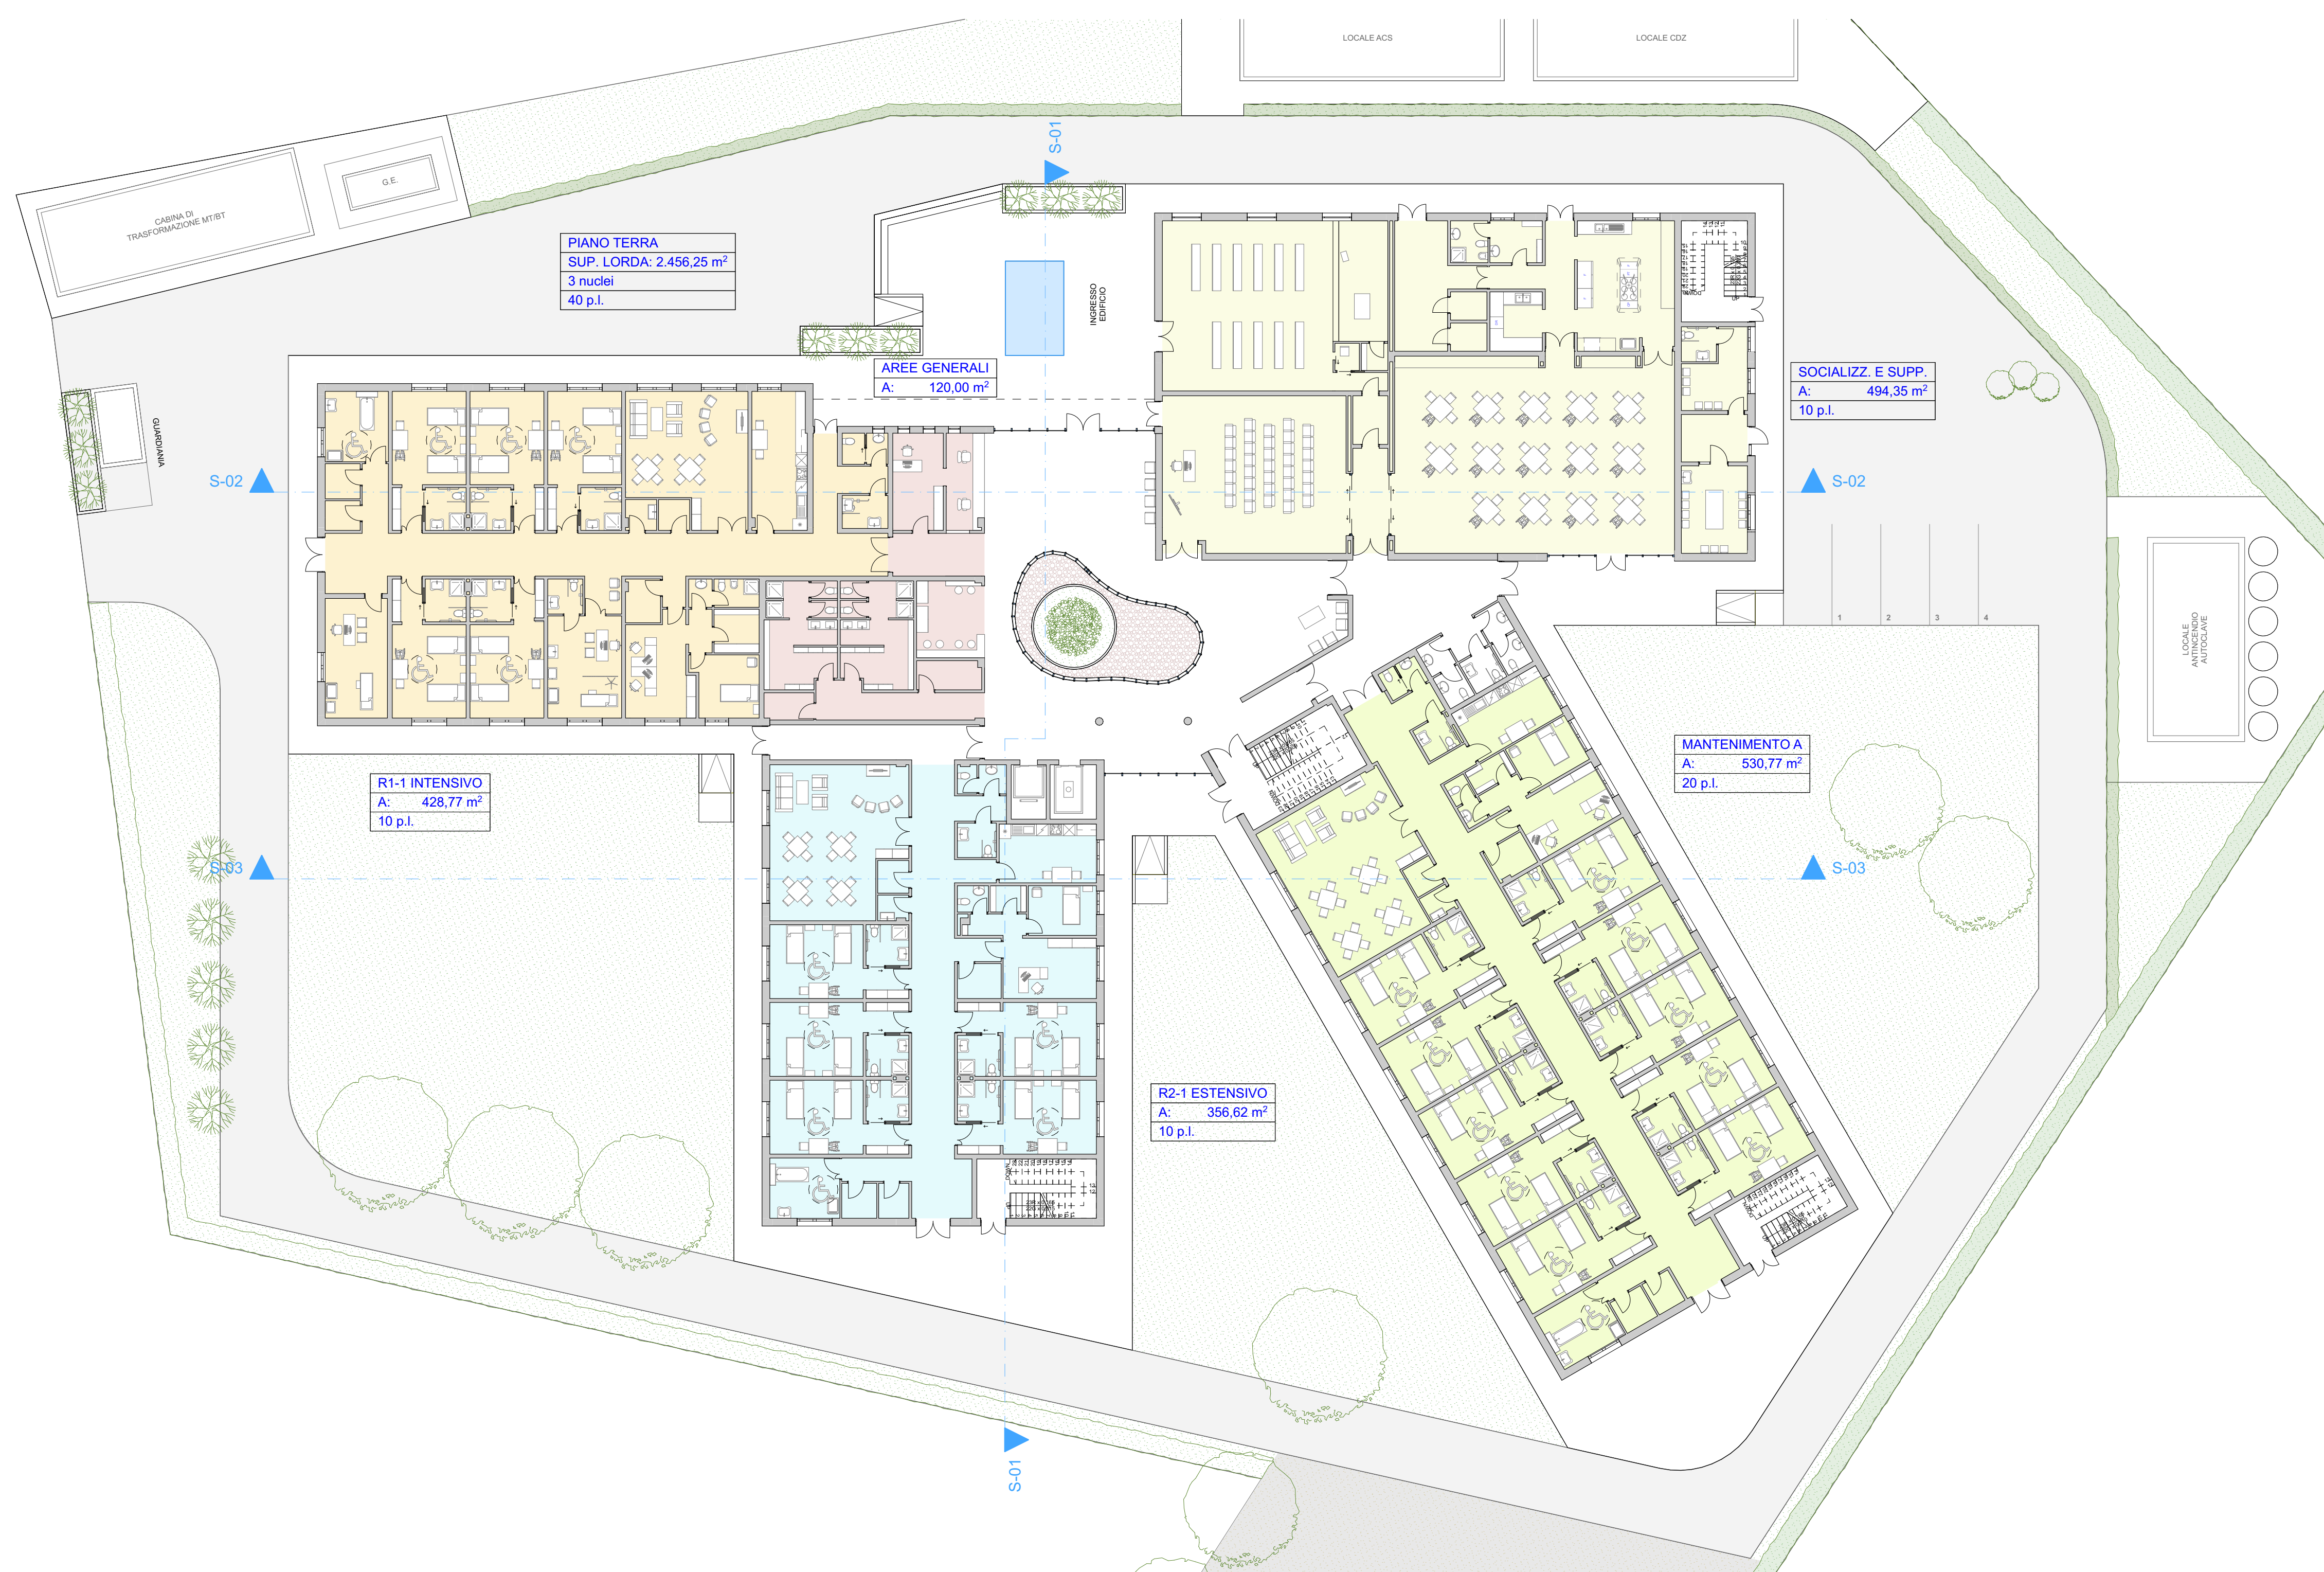 LOCALE ACS
LOCALE CDZ
S-01
G.E.
CABINA DI
TRASFORMAZIONE MT/BT
PIANO TERRA
SUP. LORDA: 2.456,25 m²
3 nuclei
40 p.l.
INGRESSO
EDIFICIO
AREE GENERALI
A: 120,00 m²
SOCIALIZZ. E SUPP.
A: 494,35 m²
10 p.l.
GUARDIANIA
S-02
S-02
1 2 3 4
LOCALE
ANTINCENDIO
AUTOCLAVE
MANTENIMENTO A
A: 530,77 m²
20 p.l.
R1-1 INTENSIVO
A: 428,77 m²
10 p.l.
S-03
S-03
R2-1 ESTENSIVO
A: 356,62 m²
10 p.l.
S-01